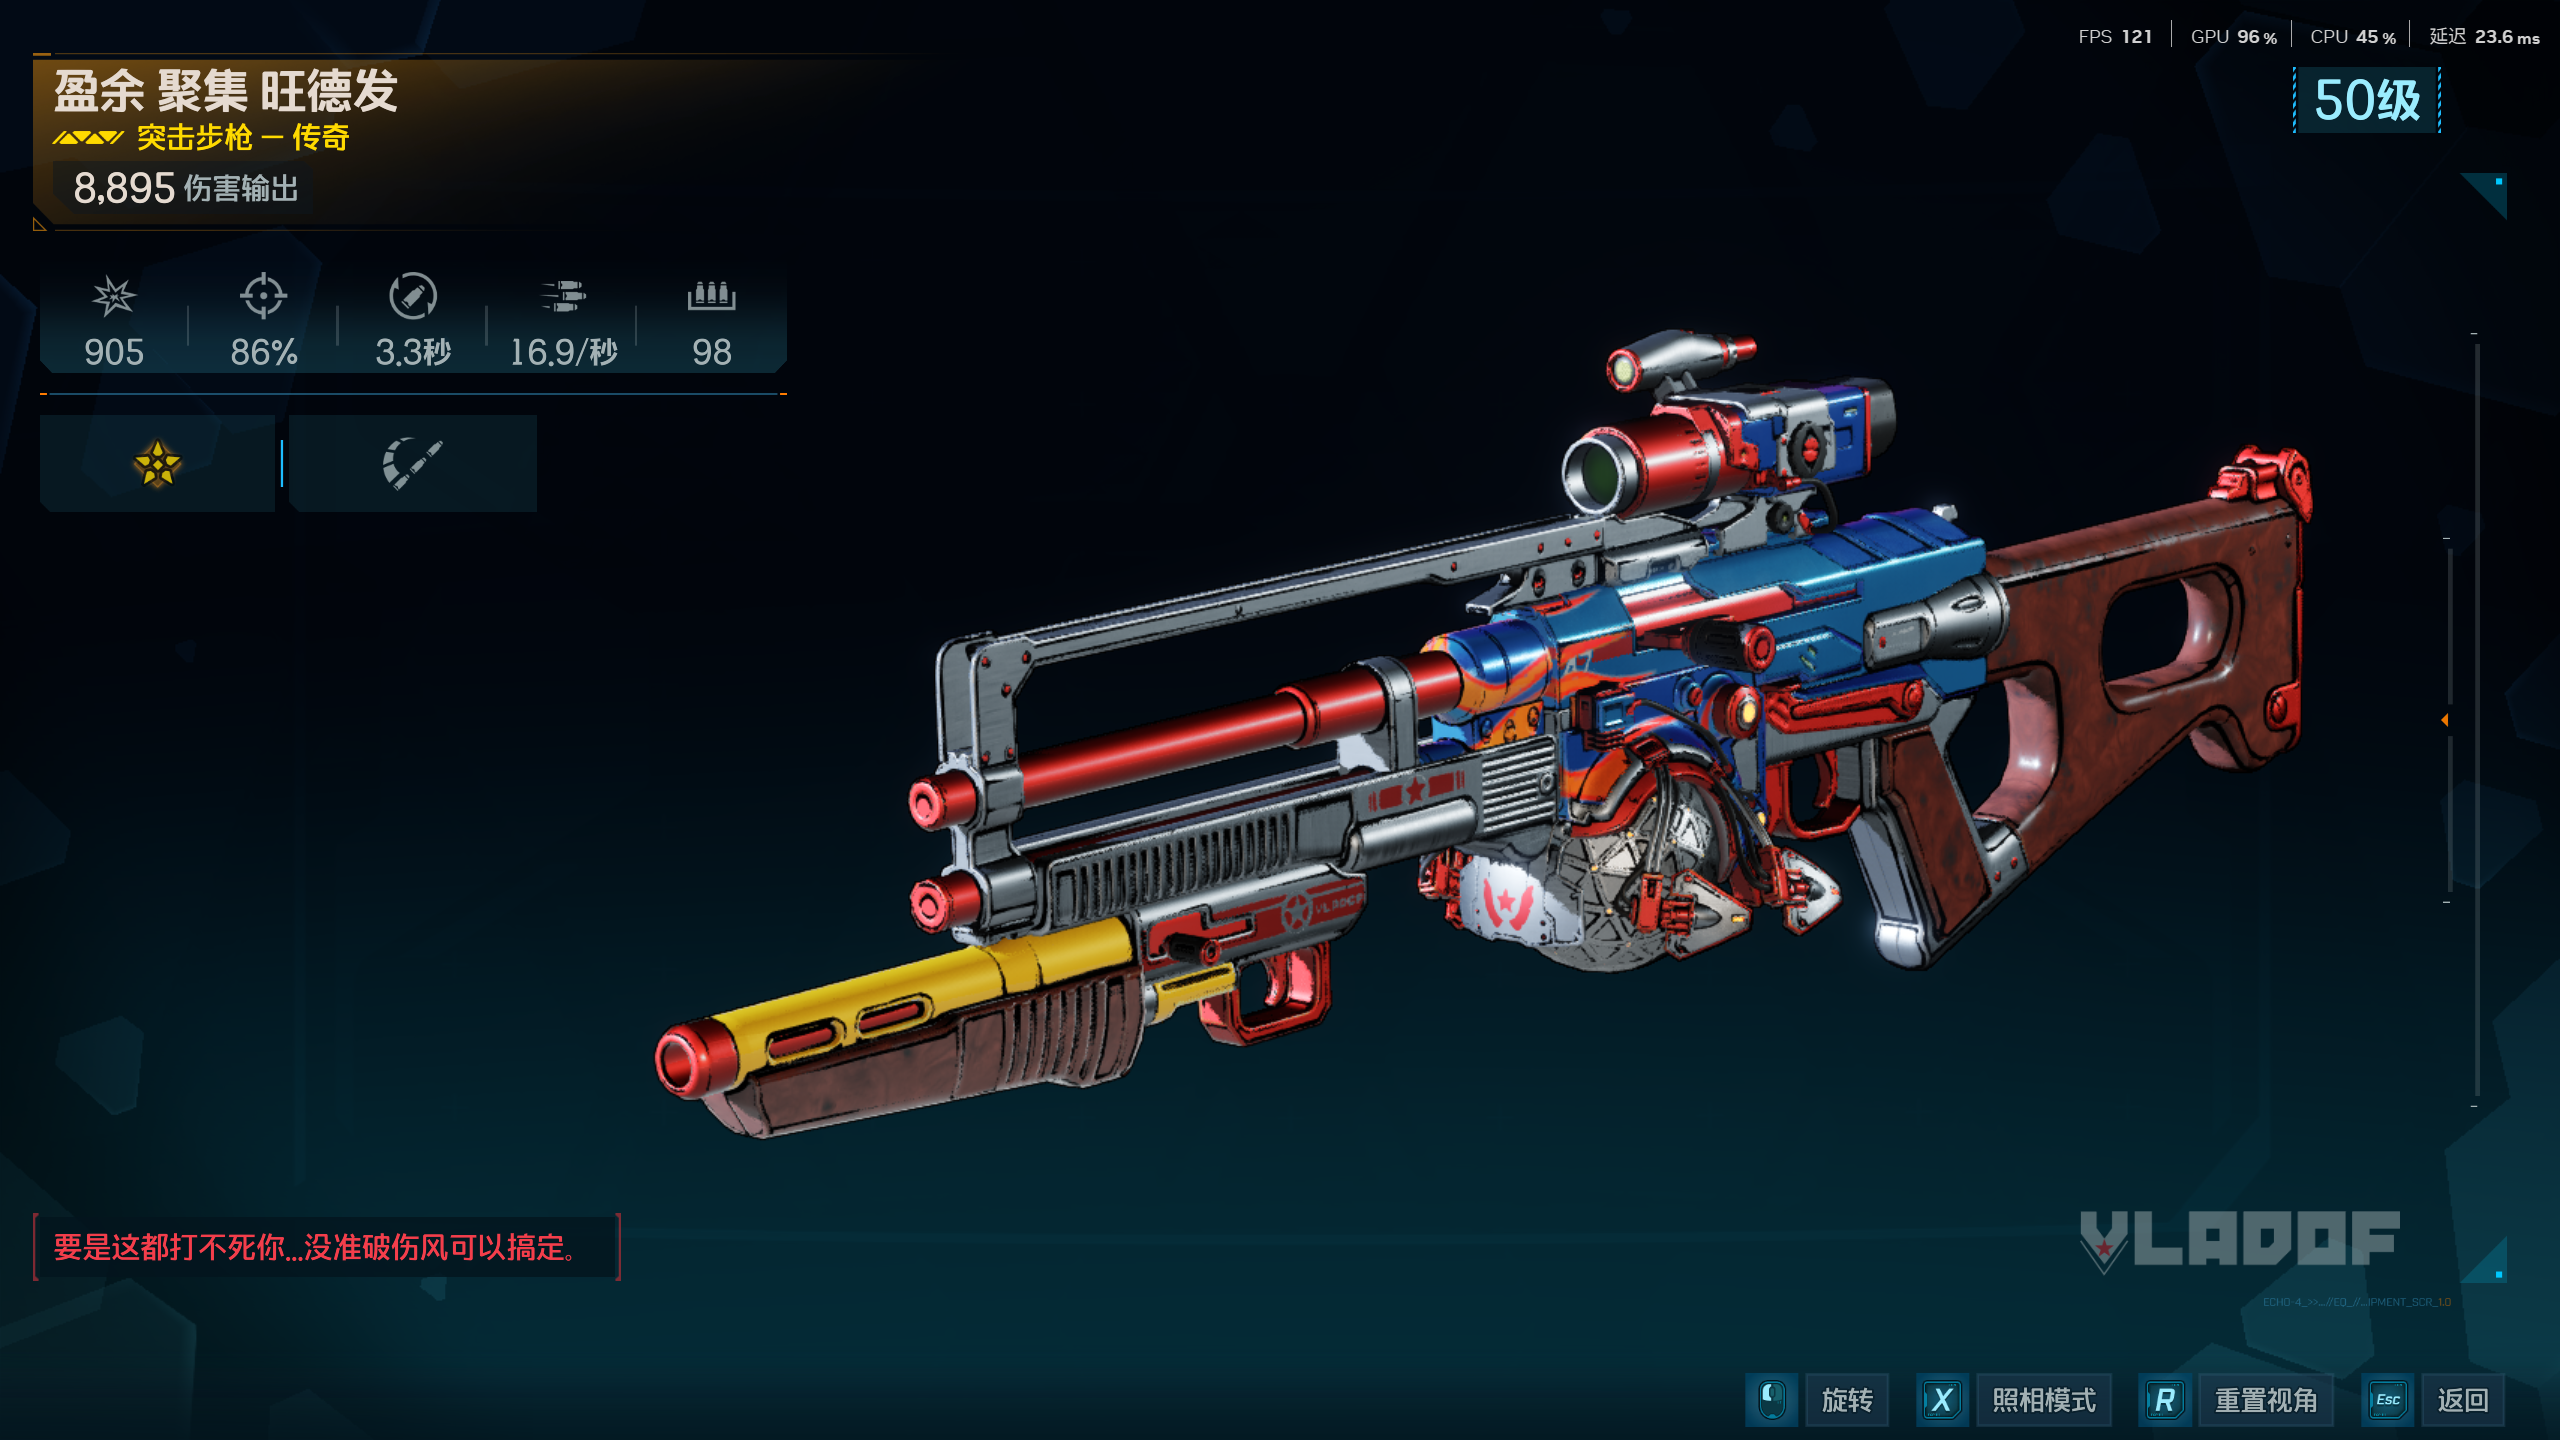 FPS 121 GPU 96 % CPU 45 % 延迟 23.6 ms
盈余 聚集 旺德发
突击步枪 — 传奇
8,895 伤害输出
50级
905 86% 3.3秒 16.9/秒 98
VLADOF
要是这都打不死你...没准破伤风可以搞定。
VLADOF
旋转 X 照相模式 R 重置视角 Esc 返回